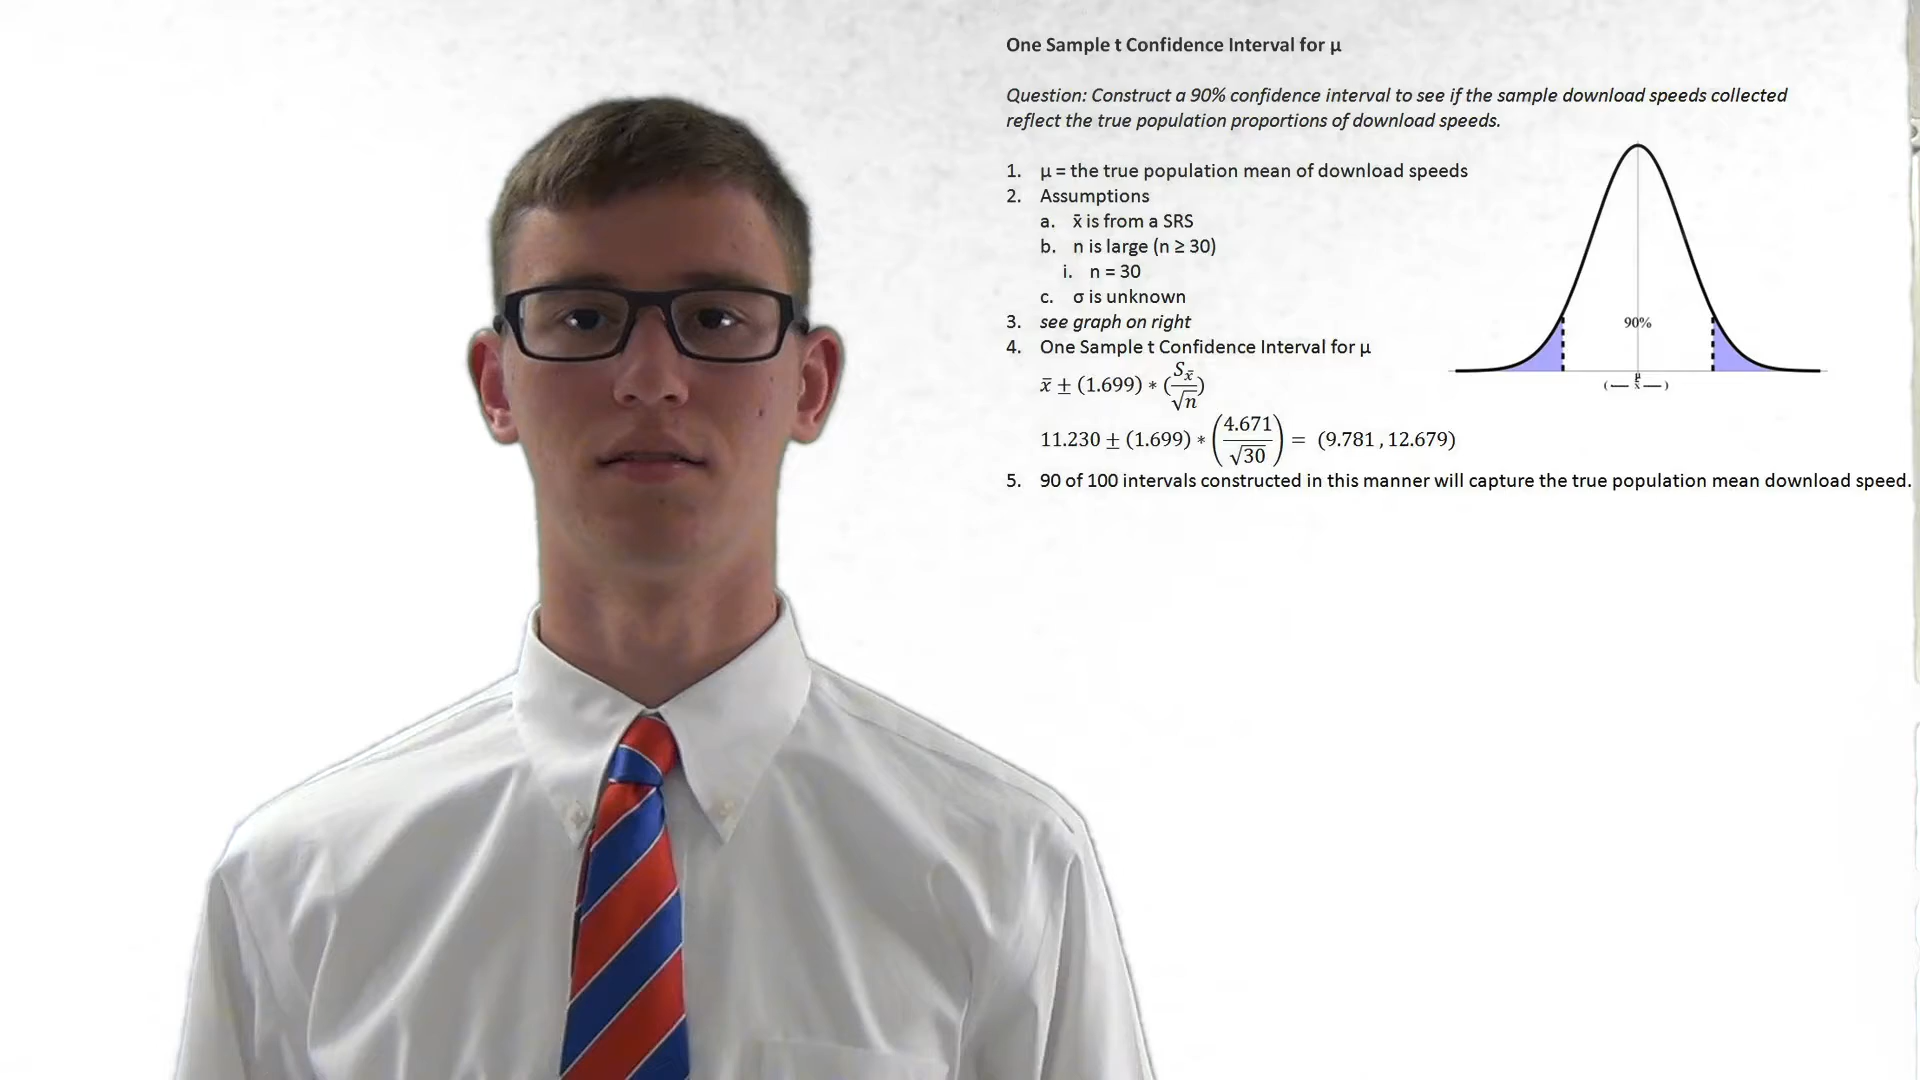 One Sample t Confidence Interval for µ
Question: Construct a 90% confidence interval to see if the sample download speeds collected
reflect the true population proportions of download speeds.
1. µ = the true population mean of download speeds
2. Assumptions
a. x̄ is from a SRS
b. n is large (n ≥ 30)
i. n = 30
c. σ is unknown
3. see graph on right
4. One Sample t Confidence Interval for µ
x̄ ± (1.699) * (Sx̄/√n)
11.230 ± (1.699) * (4.671/√30) = (9.781 , 12.679)
5. 90 of 100 intervals constructed in this manner will capture the true population mean download speed.
90%
µ
( — x̄ — )